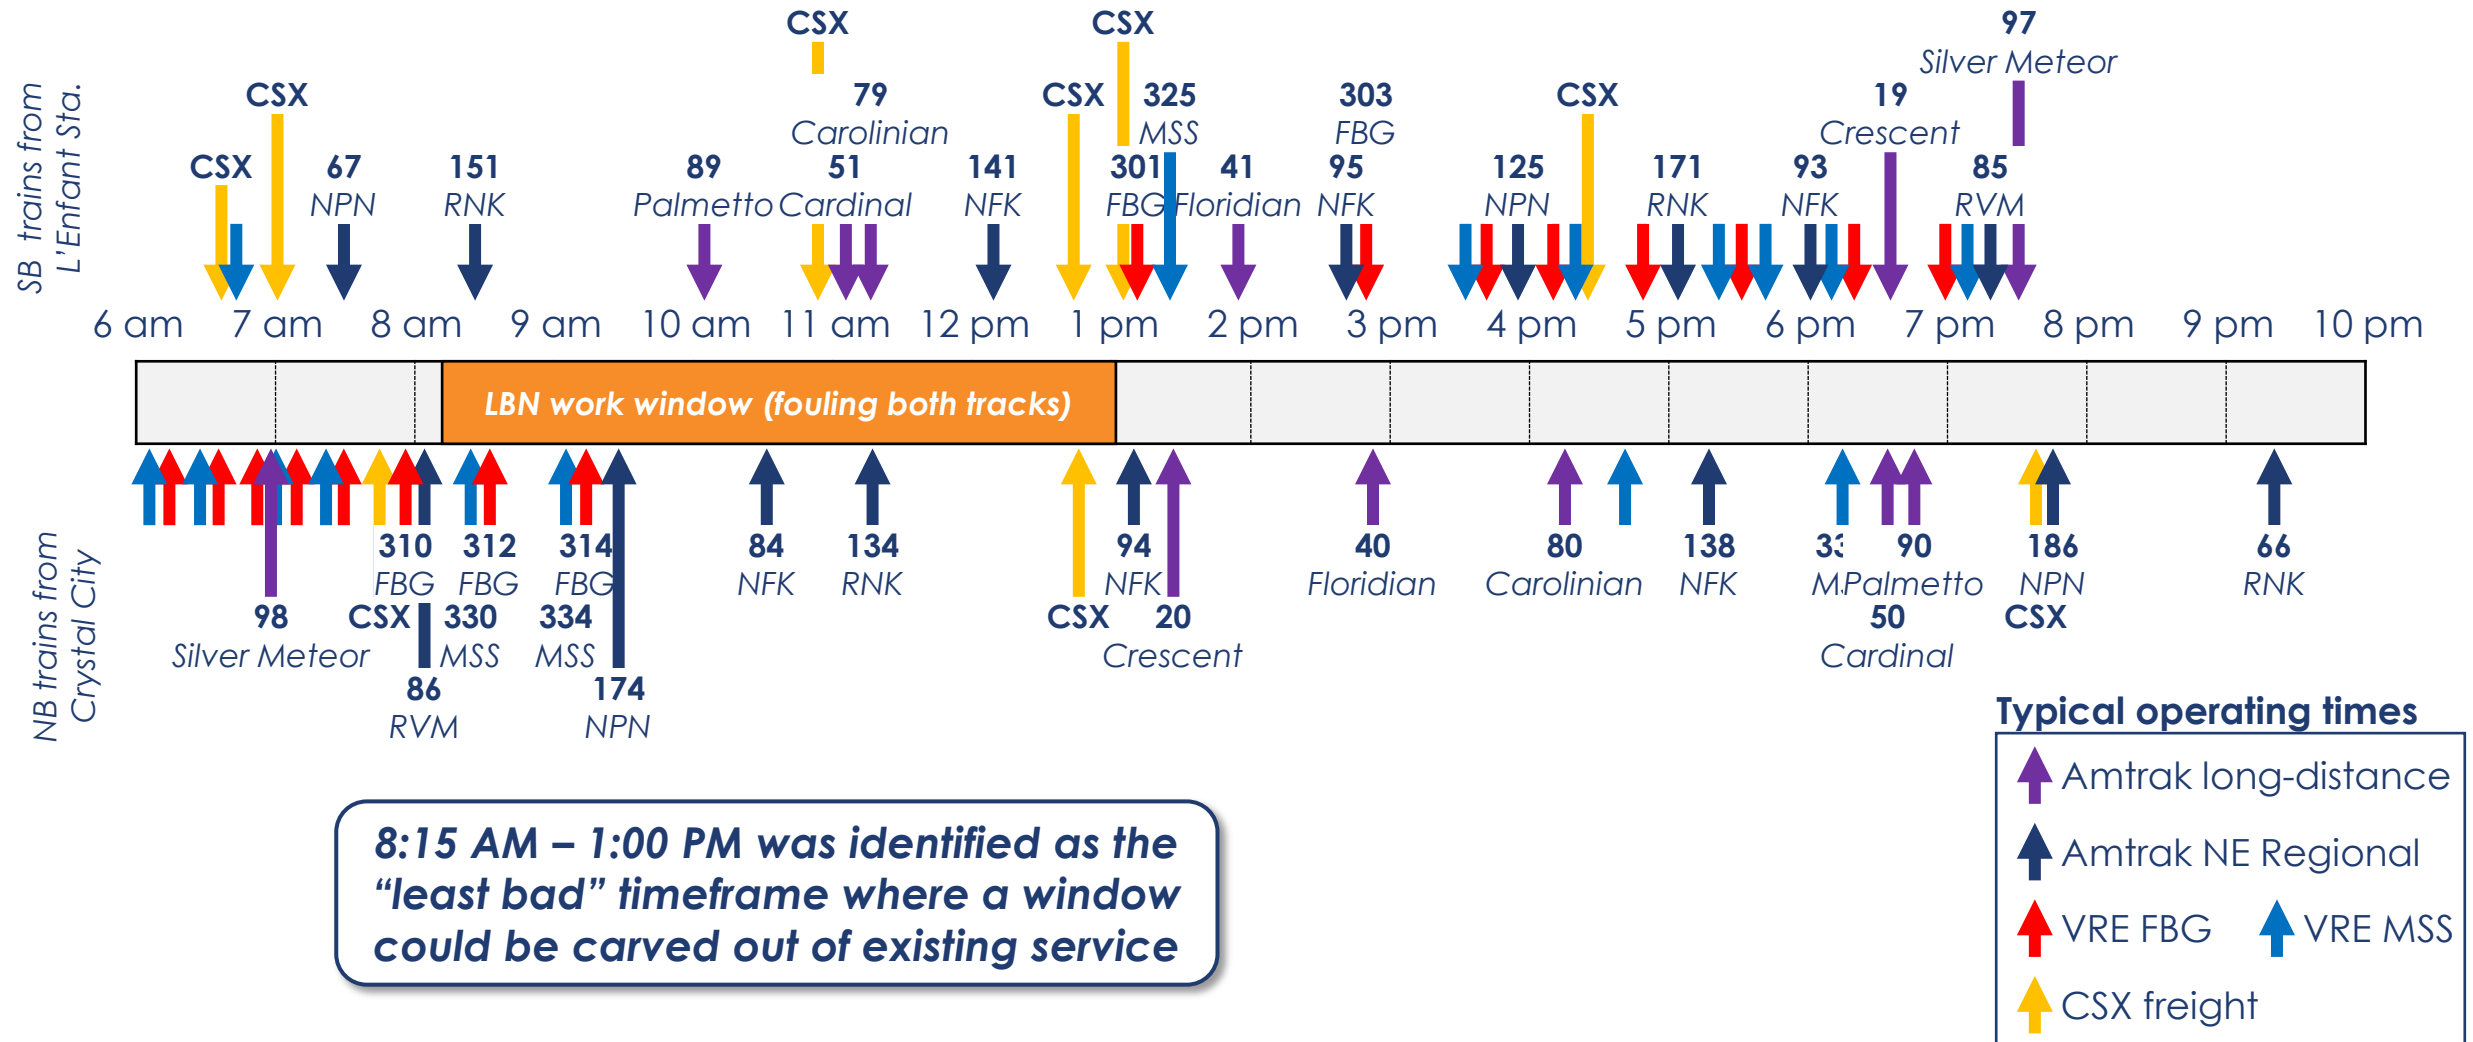 CSX
CSX
97
Silver Meteor
SB trains from
L'Enfant Sta.
CSX
79
Carolinian
CSX
325
MSS
303
FBG
CSX
19
Crescent
CSX
67
NPN
151
RNK
89
Palmetto
51
Cardinal
141
NFK
301
FBG
41
Floridian
95
NFK
125
NPN
171
RNK
93
NFK
85
RVM
6 am 7 am 8 am 9 am 10 am 11 am 12 pm 1 pm 2 pm 3 pm 4 pm 5 pm 6 pm 7 pm 8 pm 9 pm 10 pm
LBN work window (fouling both tracks)
NB trains from
Crystal City
310
FBG
312
FBG
314
FBG
84
NFK
134
RNK
94
NFK
40
Floridian
80
Carolinian
138
NFK
90
Palmetto
186
NPN
66
RNK
98
Silver Meteor
CSX
330
MSS
334
MSS
CSX
20
Crescent
50
Cardinal
CSX
86
RVM
174
NPN
Typical operating times
Amtrak long-distance
Amtrak NE Regional
VRE FBG VRE MSS
CSX freight
8:15 AM – 1:00 PM was identified as the
“least bad” timeframe where a window
could be carved out of existing service